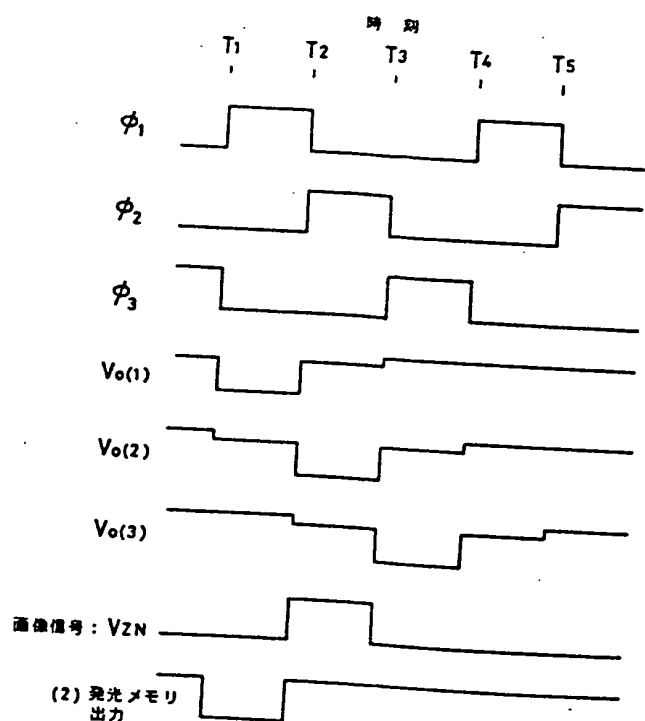 時 刻
T1 T2 T3 T4 T5
φ1
φ2
φ3
Vo(1)
Vo(2)
Vo(3)
画像信号 : VZN
(2) 発光メモリ
出力